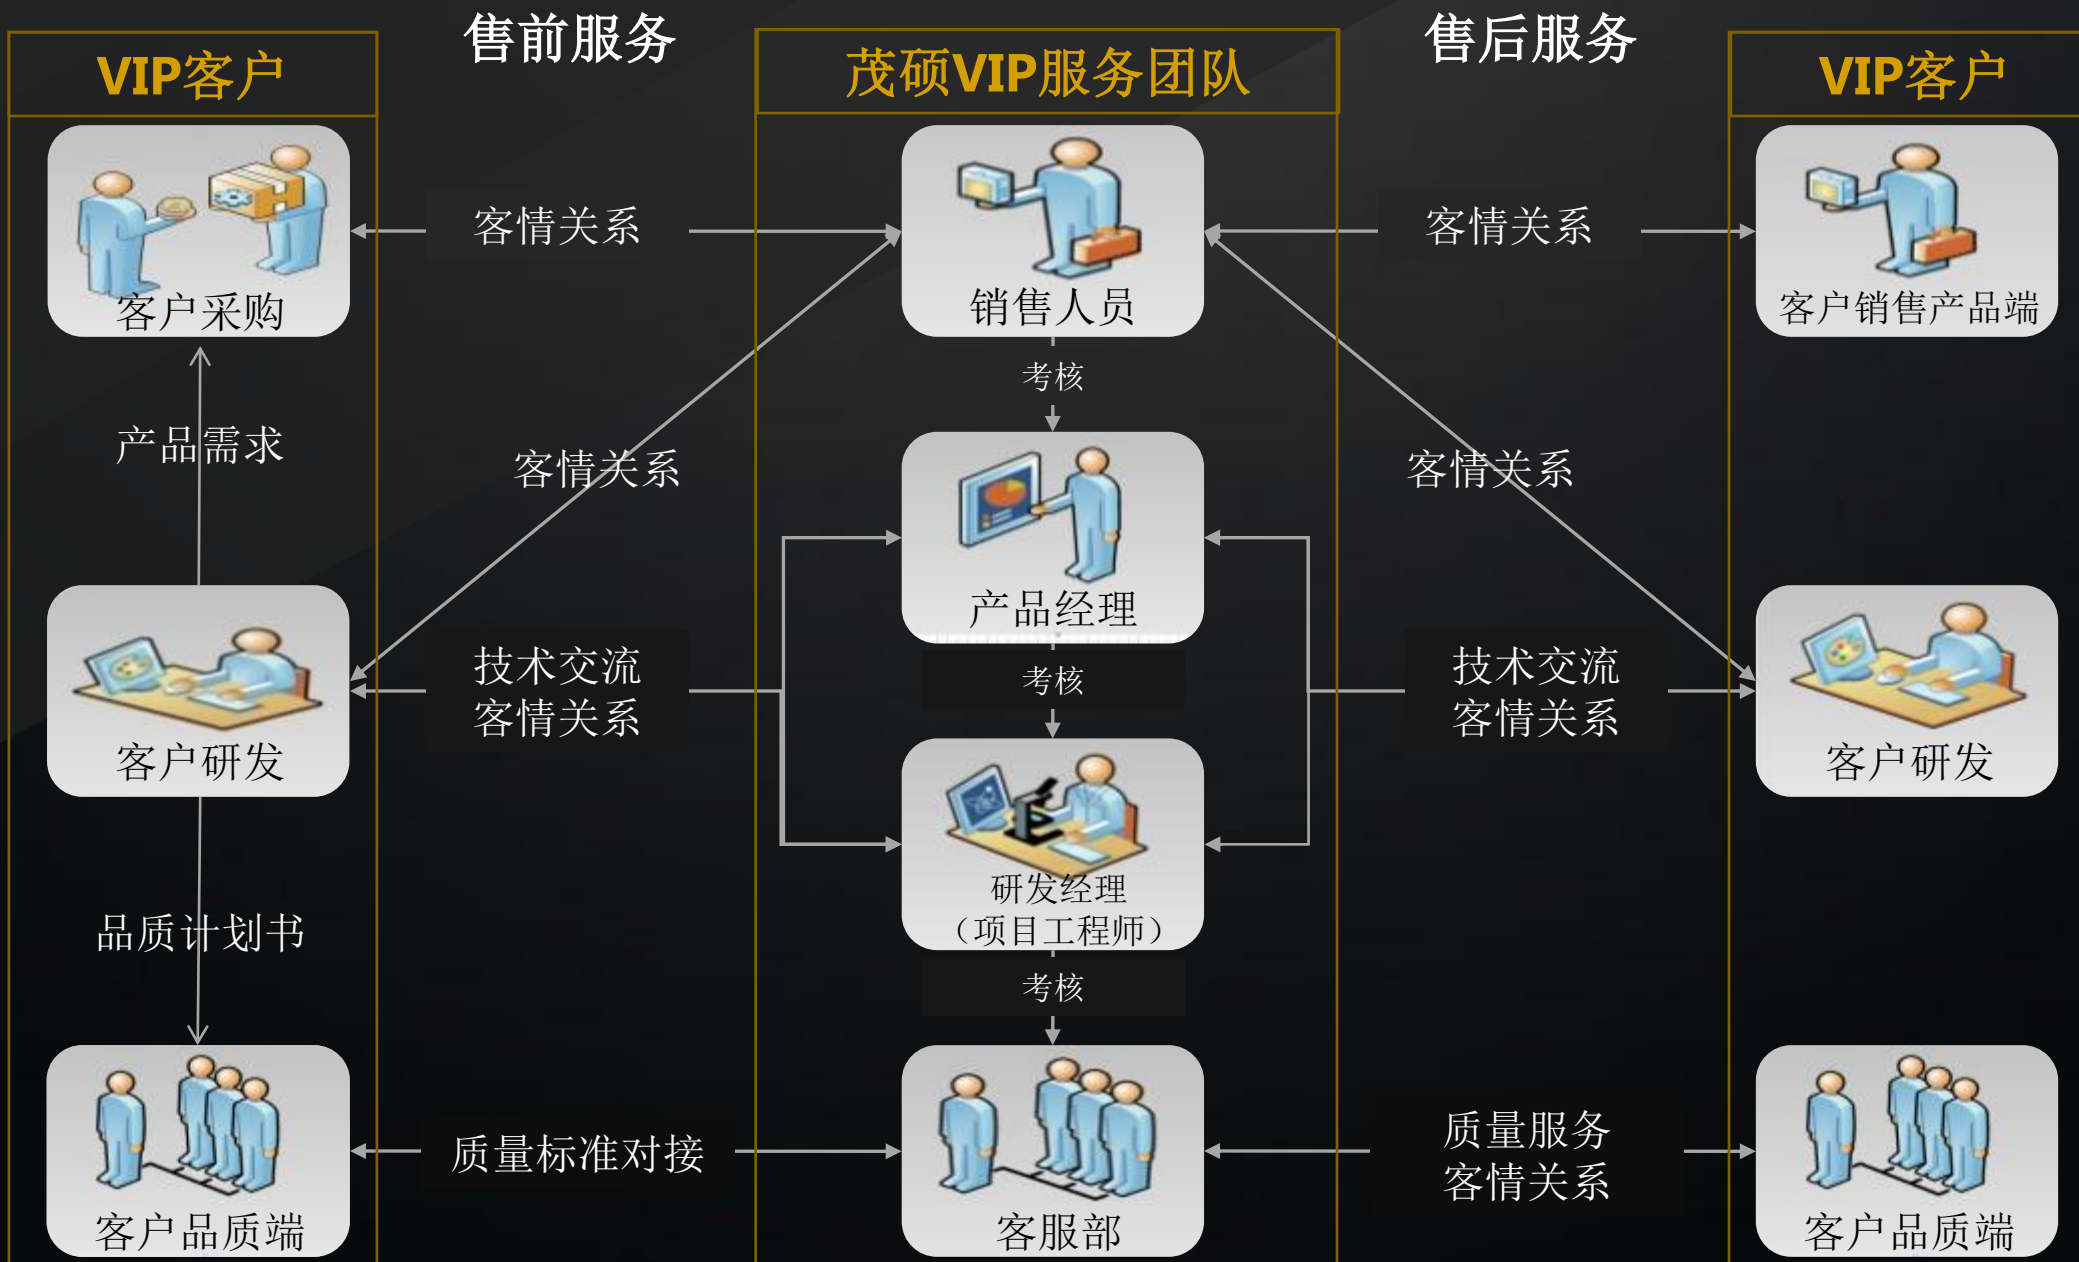 售前服务
售后服务
VIP客户
茂硕VIP服务团队
VIP客户
客户采购
客情关系
销售人员
客情关系
客户销售产品端
考核
产品需求
客情关系
客情关系
产品经理
技术交流
客情关系
考核
技术交流
客情关系
客户研发
客户研发
研发经理
（项目工程师）
品质计划书
考核
质量标准对接
质量服务
客情关系
客户品质端
客服部
客户品质端